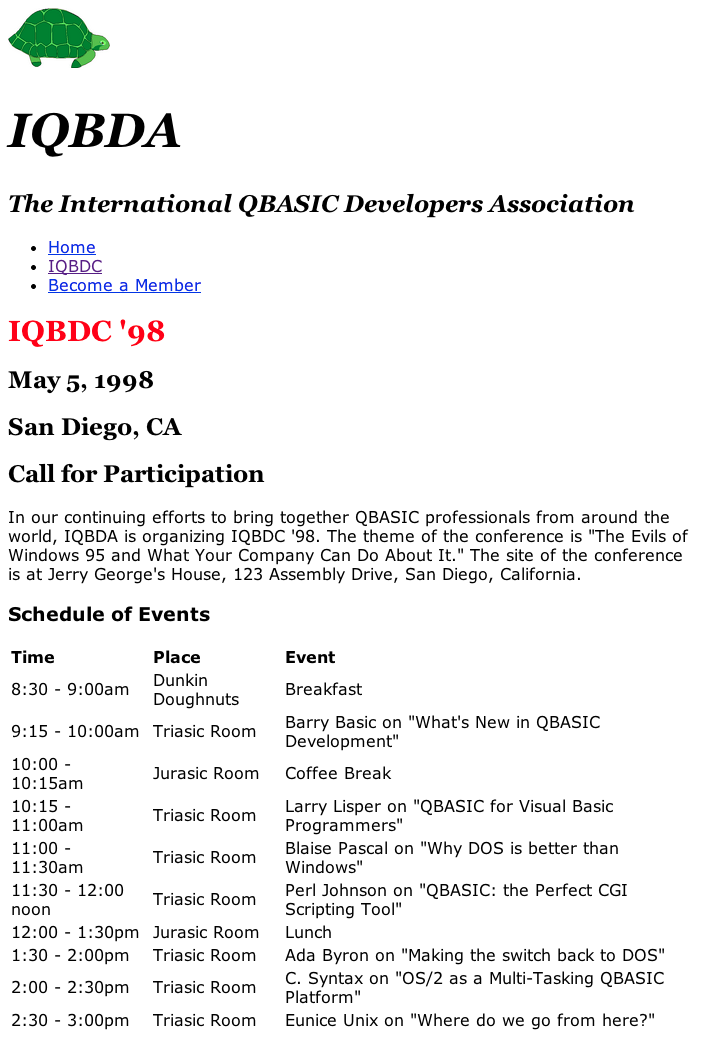 IQBDA
The International QBASIC Developers Association
Home
IQBDC
Become a Member
IQBDC '98
May 5, 1998
San Diego, CA
Call for Participation
In our continuing efforts to bring together QBASIC professionals from around the
world, IQBDA is organizing IQBDC '98. The theme of the conference is "The Evils of
Windows 95 and What Your Company Can Do About It." The site of the conference
is at Jerry George's House, 123 Assembly Drive, San Diego, California.
Schedule of Events
Time Place Event
8:30 - 9:00am Dunkin
Doughnuts Breakfast
9:15 - 10:00am Triasic Room Barry Basic on "What's New in QBASIC
Development"
10:00 -
10:15am Jurasic Room Coffee Break
10:15 -
11:00am Triasic Room Larry Lisper on "QBASIC for Visual Basic
Programmers"
11:00 -
11:30am Triasic Room Blaise Pascal on "Why DOS is better than
Windows"
11:30 - 12:00
noon Triasic Room Perl Johnson on "QBASIC: the Perfect CGI
Scripting Tool"
12:00 - 1:30pm Jurasic Room Lunch
1:30 - 2:00pm Triasic Room Ada Byron on "Making the switch back to DOS"
2:00 - 2:30pm Triasic Room C. Syntax on "OS/2 as a Multi-Tasking QBASIC
Platform"
2:30 - 3:00pm Triasic Room Eunice Unix on "Where do we go from here?"